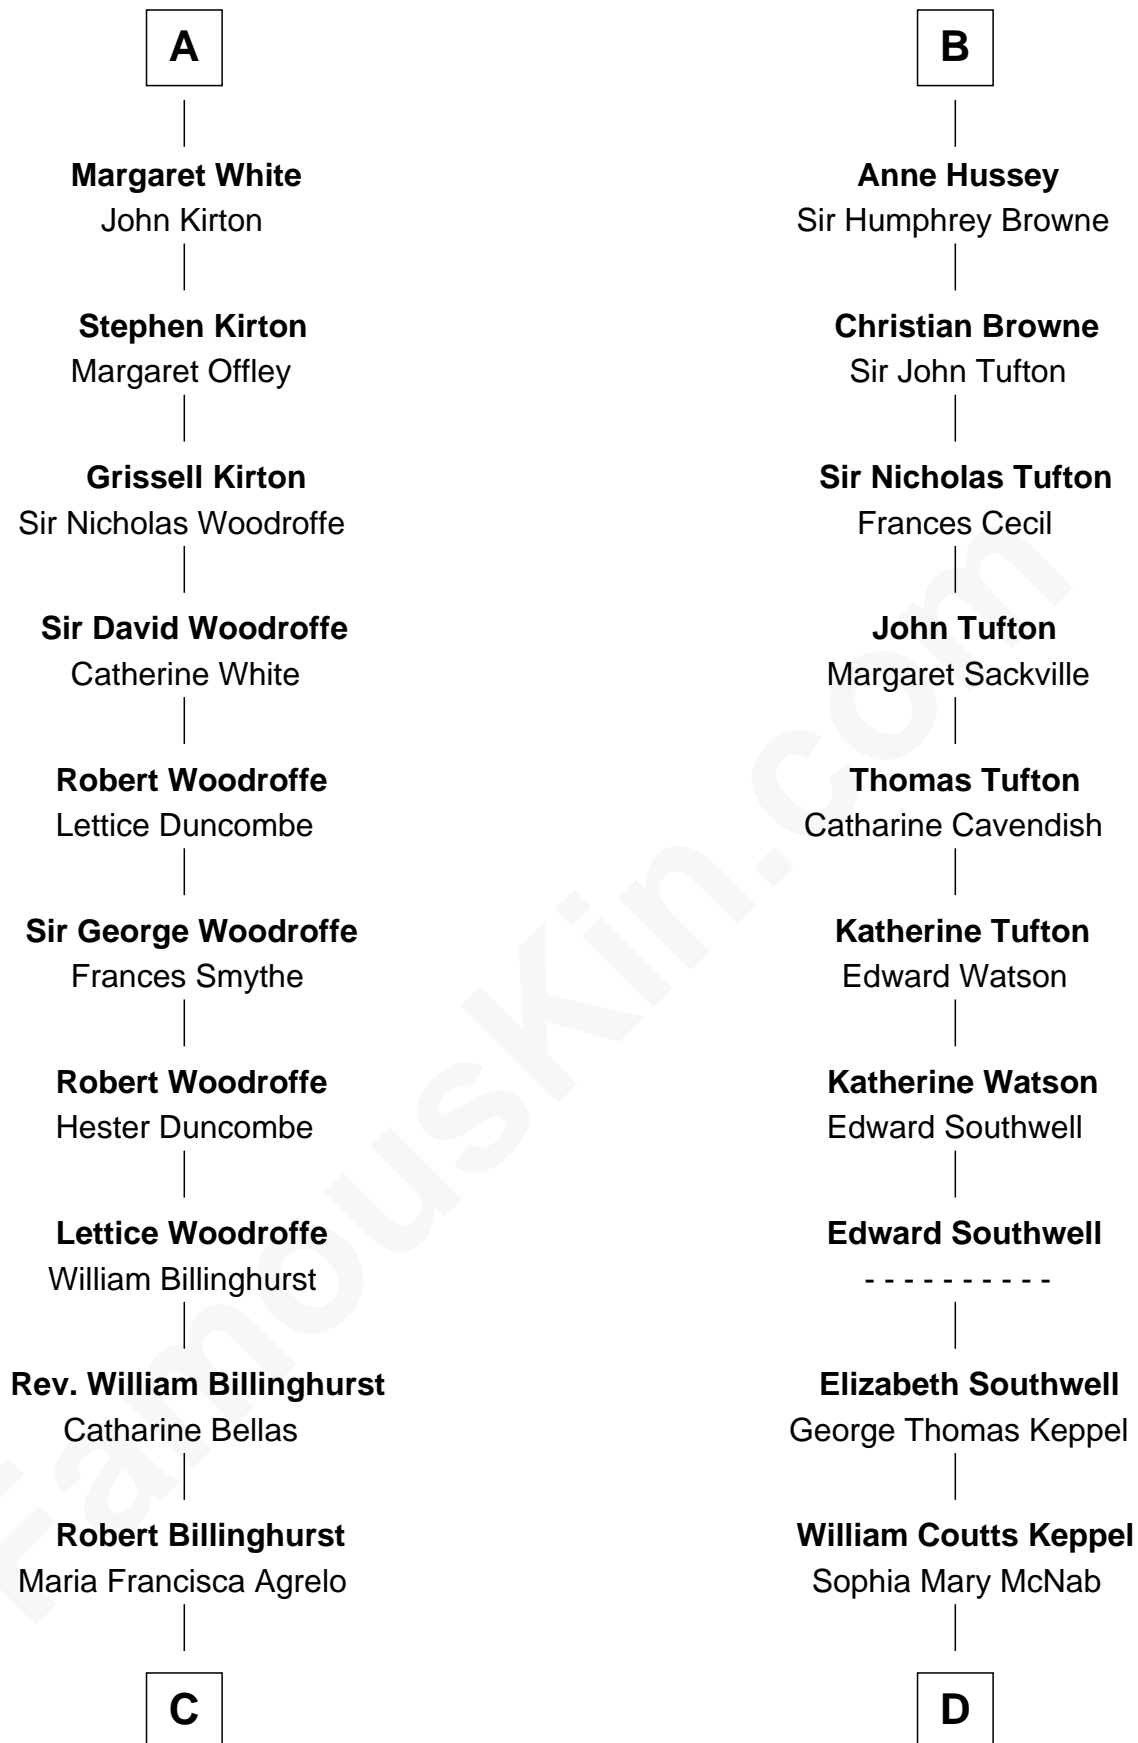 A
Margaret White
John Kirton
Stephen Kirton
Margaret Offley
Grissell Kirton
Sir Nicholas Woodroffe
Sir David Woodroffe
Catherine White
Robert Woodroffe
Lettice Duncombe
Sir George Woodroffe
Frances Smythe
Robert Woodroffe
Hester Duncombe
Lettice Woodroffe
William Billinghurst
Rev. William Billinghurst
Catharine Bellas
Robert Billinghurst
Maria Francisca Agrelo
C
B
Anne Hussey
Sir Humphrey Browne
Christian Browne
Sir John Tufton
Sir Nicholas Tufton
Frances Cecil
John Tufton
Margaret Sackville
Thomas Tufton
Catharine Cavendish
Katherine Tufton
Edward Watson
Katherine Watson
Edward Southwell
Edward Southwell
- - - - - - - - - -
Elizabeth Southwell
George Thomas Keppel
William Coutts Keppel
Sophia Mary McNab
D
FamousKin.com